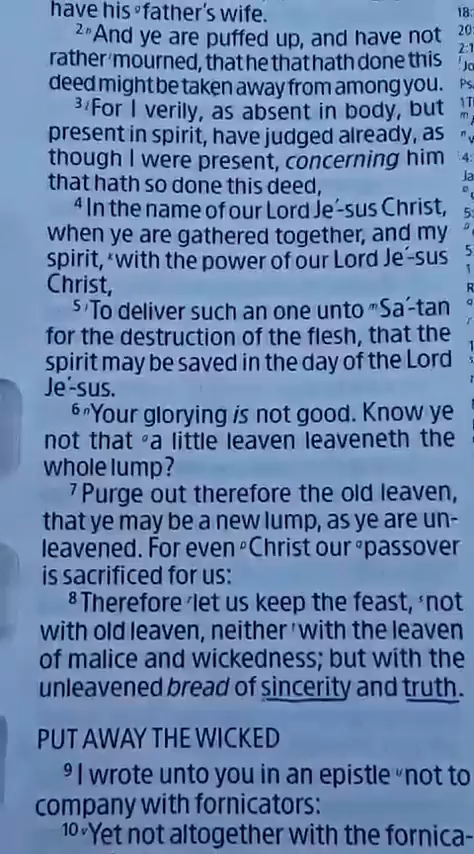 have his ᵒfather's wife.
2 ⁿAnd ye are puffed up, and have not
rather mourned, that he that hath done this
deed might be taken away from among you.
3 For I verily, as absent in body, but
present in spirit, have judged already, as
though I were present, concerning him
that hath so done this deed,
4 In the name of our Lord Je´-sus Christ,
when ye are gathered together, and my
spirit, with the power of our Lord Je´-sus
Christ,
5 To deliver such an one unto ᵐSa´-tan
for the destruction of the flesh, that the
spirit may be saved in the day of the Lord
Je´-sus.
6 ⁿYour glorying is not good. Know ye
not that ᵒa little leaven leaveneth the
whole lump?
7 Purge out therefore the old leaven,
that ye may be a new lump, as ye are un-
leavened. For even Christ our passover
is sacrificed for us:
8 Therefore let us keep the feast, not
with old leaven, neither with the leaven
of malice and wickedness; but with the
unleavened bread of sincerity and truth.
PUT AWAY THE WICKED
9 I wrote unto you in an epistle not to
company with fornicators:
10 Yet not altogether with the fornica-
18:
20:
2:1